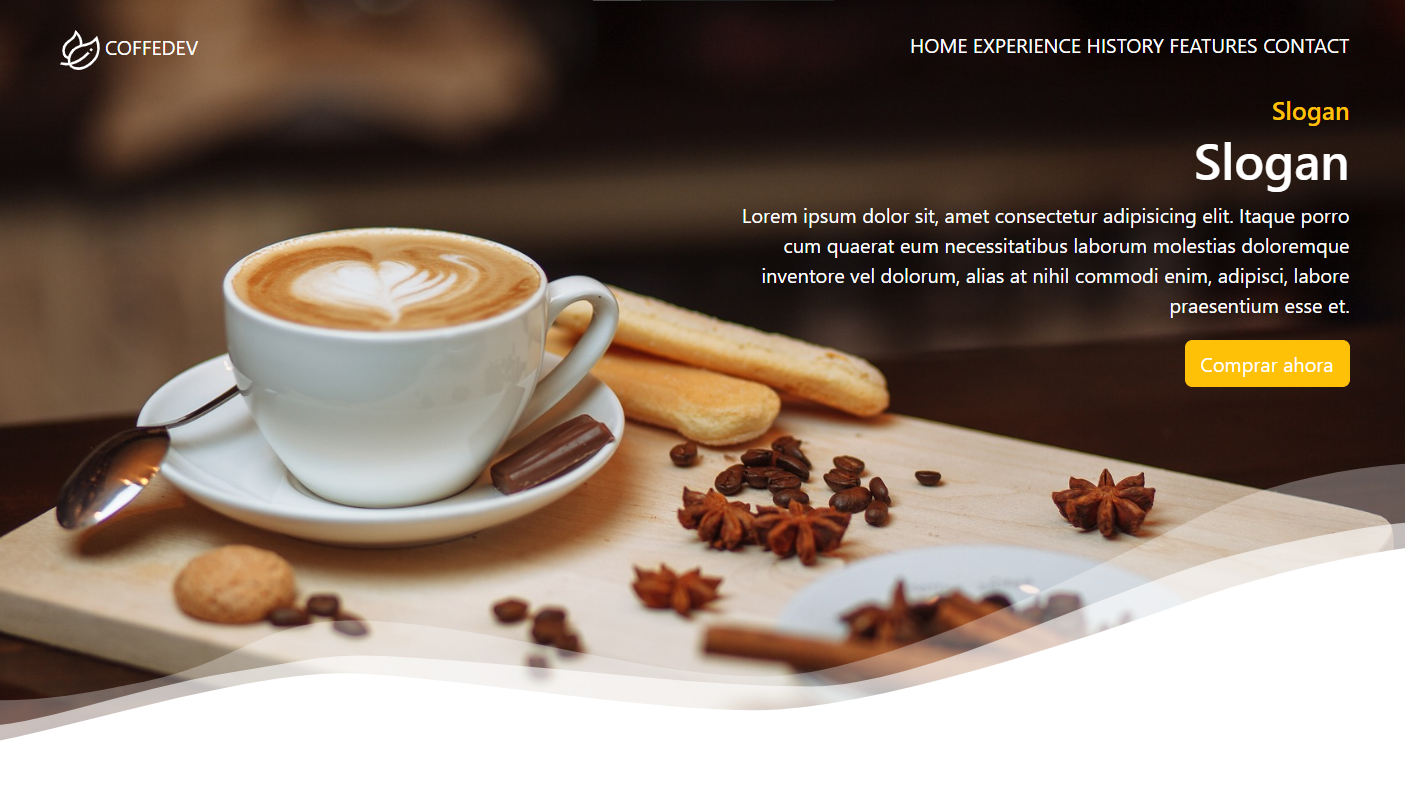 COFFEDEV
HOME EXPERIENCE HISTORY FEATURES CONTACT
Slogan
Slogan
Lorem ipsum dolor sit, amet consectetur adipisicing elit. Itaque porro
cum quaerat eum necessitatibus laborum molestias doloremque
inventore vel dolorum, alias at nihil commodi enim, adipisci, labore
praesentium esse et.
Comprar ahora